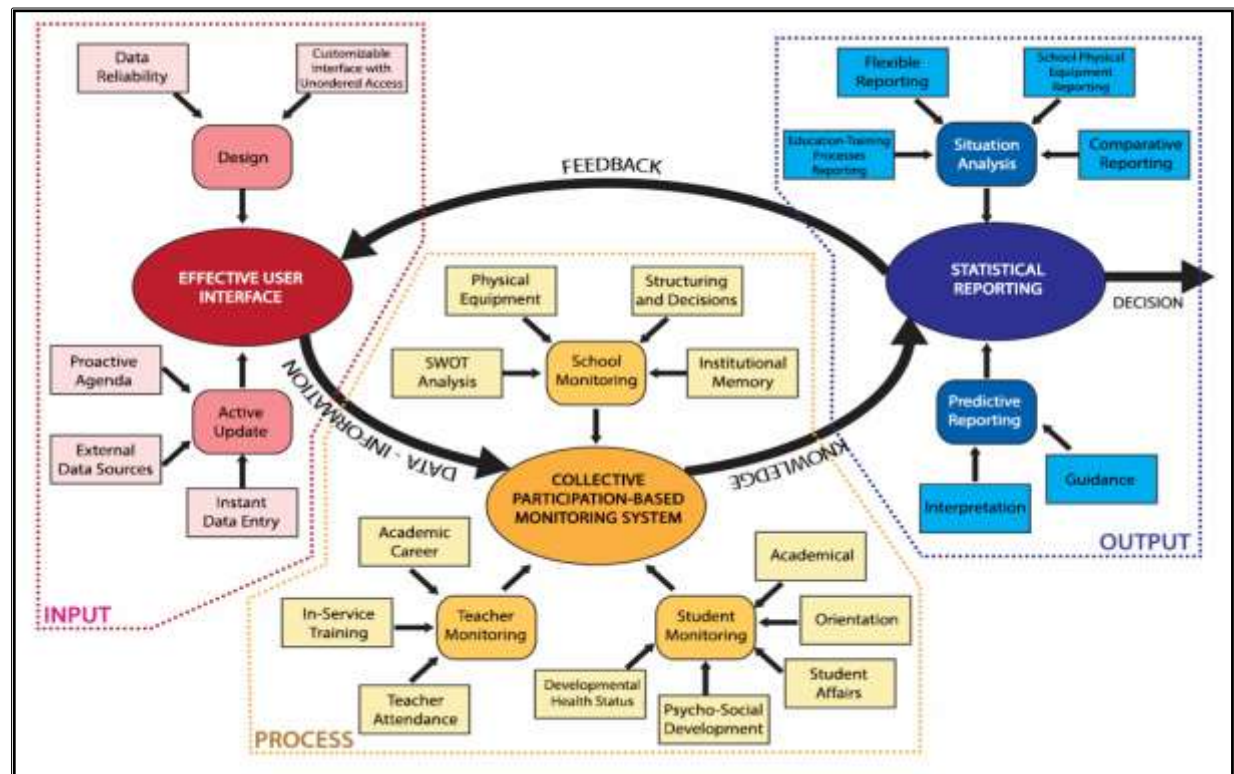 Data
Reliability
Customizable
Interface with
Unordered Access
Design
EFFECTIVE USER
INTERFACE
Proactive
Agenda
Active
Update
External
Data Sources
Instant
Data Entry
INPUT
FEEDBACK
DATA - INFORMATION
KNOWLEDGE
Physical
Equipment
Structuring
and Decisions
SWOT
Analysis
School
Monitoring
Institutional
Memory
COLLECTIVE
PARTICIPATION-BASED
MONITORING SYSTEM
Academic
Career
In-Service
Training
Teacher
Monitoring
Teacher
Attendance
Academical
Student
Monitoring
Orientation
Developmental
Health Status
Psycho-Social
Development
Student
Affairs
PROCESS
Flexible
Reporting
School Physical
Equipment
Reporting
Education-Training
Processes
Reporting
Situation
Analysis
Comparative
Reporting
STATISTICAL
REPORTING
DECISION
Predictive
Reporting
Interpretation
Guidance
OUTPUT